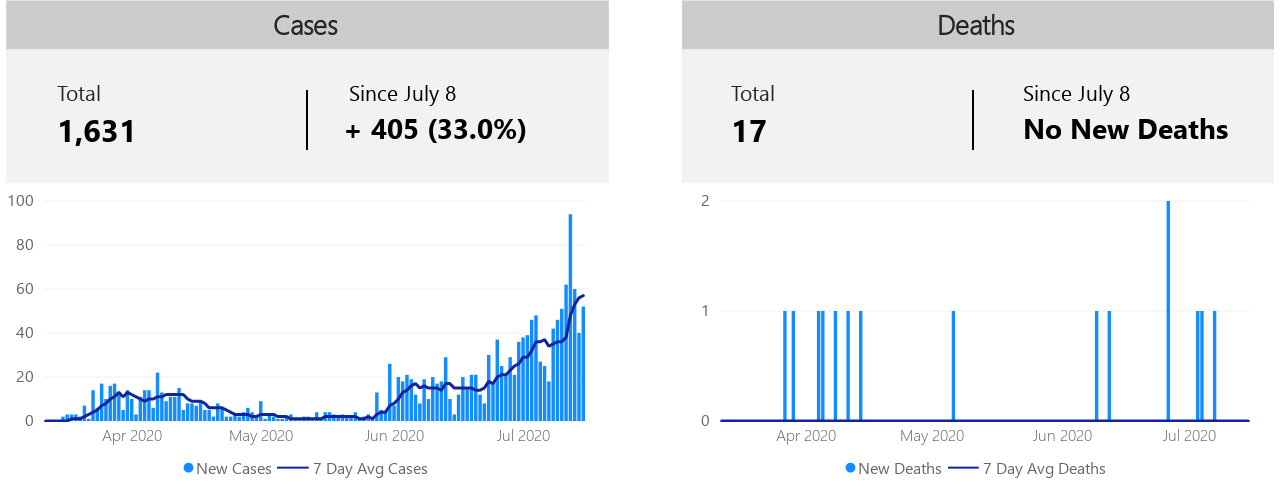 Cases
Total
1,631
Since July 8
+ 405 (33.0%)
100
80
60
40
20
0
Apr 2020
May 2020
Jun 2020
Jul 2020
New Cases
7 Day Avg Cases
Deaths
Total
17
Since July 8
No New Deaths
2
1
0
Apr 2020
May 2020
Jun 2020
Jul 2020
New Deaths
7 Day Avg Deaths